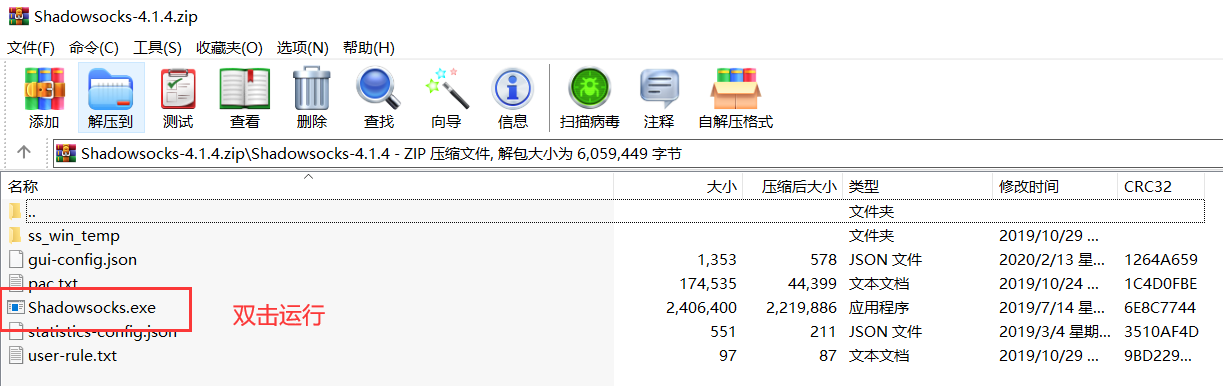 Shadowsocks-4.1.4.zip
文件(F) 命令(C) 工具(S) 收藏夹(O) 选项(N) 帮助(H)
添加 解压到 测试 查看 删除 查找 向导 信息 扫描病毒 注释 自解压格式
Shadowsocks-4.1.4.zip\Shadowsocks-4.1.4 - ZIP 压缩文件, 解包大小为 6,059,449 字节
名称 大小 压缩后大小 类型 修改时间 CRC32
.. 文件夹
ss_win_temp 文件夹 2019/10/29 ...
gui-config.json 1,353 578 JSON 文件 2020/2/13 星... 1264A659
pac.txt 174,535 44,399 文本文档 2019/10/24 ... 1C4D0FBE
Shadowsocks.exe 双击运行 2,406,400 2,219,886 应用程序 2019/7/14 星... 6E8C7744
statistics-config.json 551 211 JSON 文件 2019/3/4 星期... 3510AF4D
user-rule.txt 97 87 文本文档 2019/10/29 ... 9BD229...